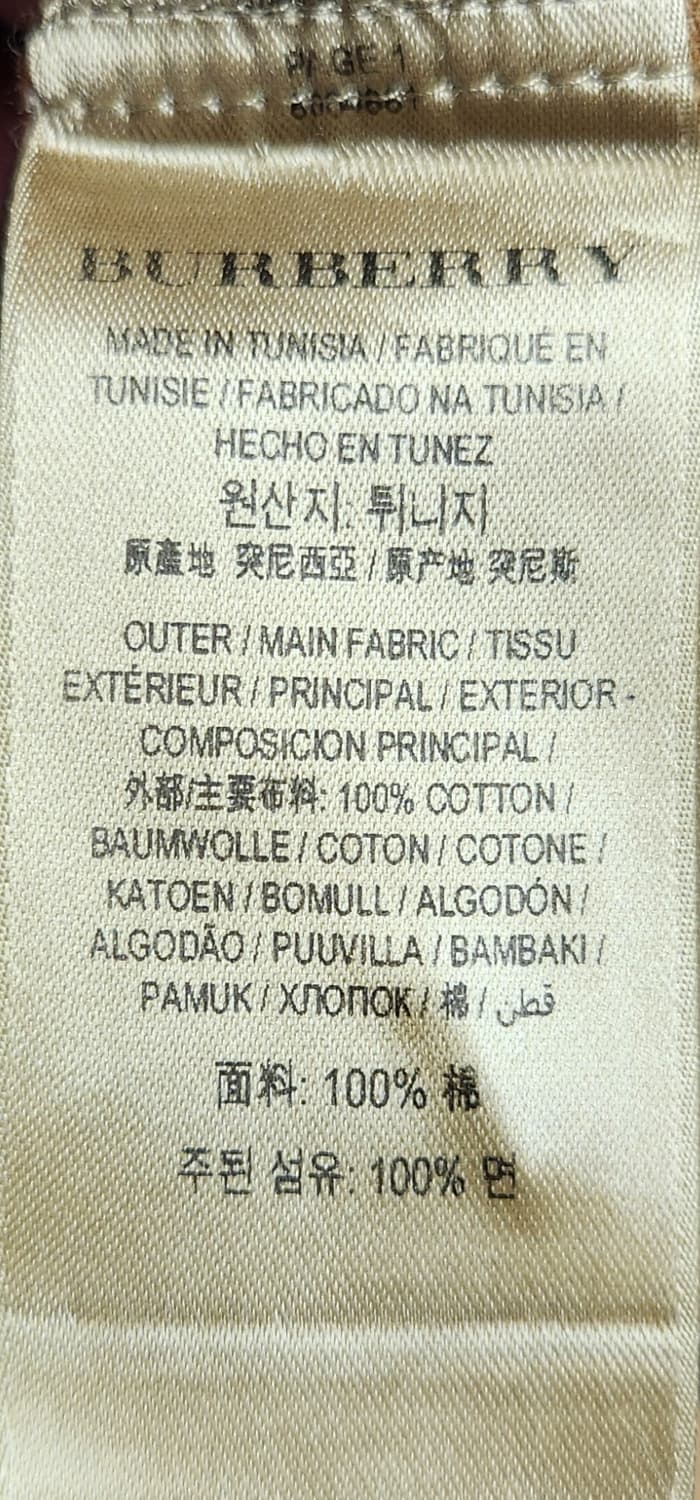 PAGE 1
BURBERRY
MADE IN TUNISIA / FABRIQUÉ EN
TUNISIE / FABRICADO NA TUNISIA /
HECHO EN TUNEZ
원산지: 튀니지
原產地 突尼西亞 / 原产地 突尼斯
OUTER / MAIN FABRIC / TISSU
EXTÉRIEUR / PRINCIPAL / EXTERIOR -
COMPOSICION PRINCIPAL /
外部/主要布料: 100% COTTON /
BAUMWOLLE / COTON / COTONE /
KATOEN / BOMULL / ALGODÓN /
ALGODÃO / PUUVILLA / BAMBAKI /
PAMUK / ХЛОПОК / 棉 / قطن
面料: 100% 棉
주된 섬유: 100% 면